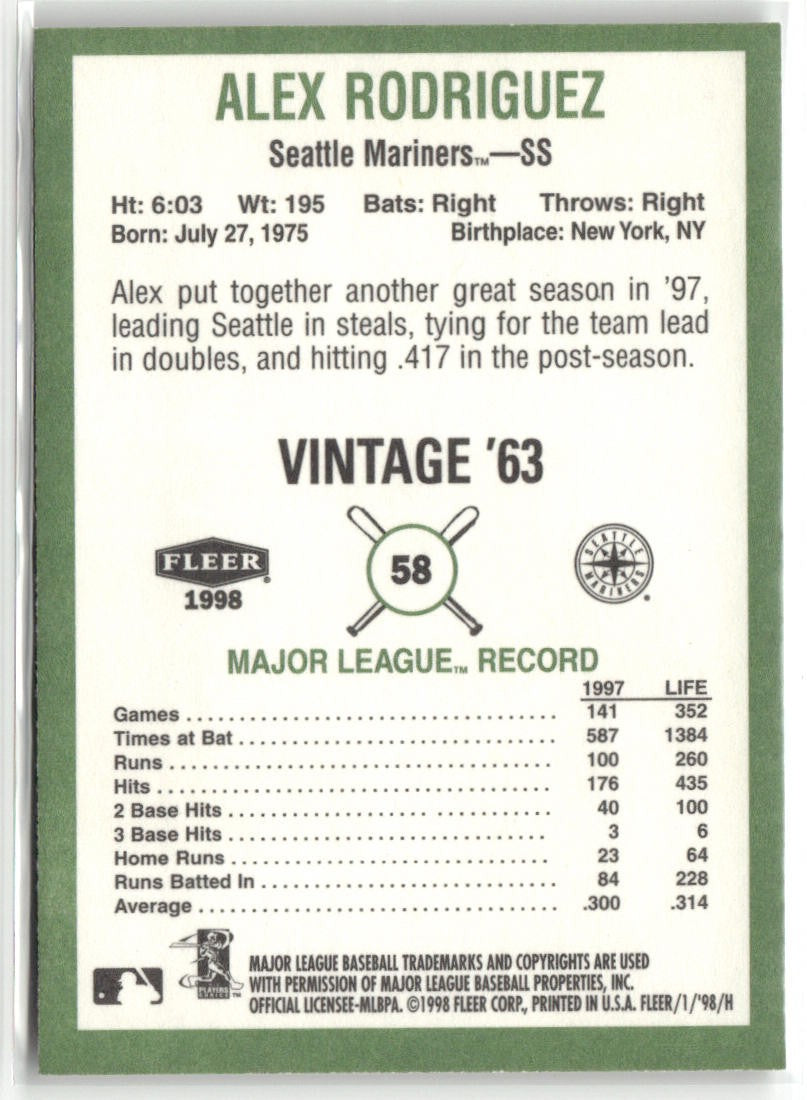 ALEX RODRIGUEZ
Seattle Mariners™—SS
Ht: 6:03 Wt: 195 Bats: Right Throws: Right
Born: July 27, 1975 Birthplace: New York, NY
Alex put together another great season in '97,
leading Seattle in steals, tying for the team lead
in doubles, and hitting .417 in the post-season.
VINTAGE '63
FLEER®
1998
58
SEATTLE MARINERS
MAJOR LEAGUE™ RECORD
1997 LIFE
Games 141 352
Times at Bat 587 1384
Runs 100 260
Hits 176 435
2 Base Hits 40 100
3 Base Hits 3 6
Home Runs 23 64
Runs Batted In 84 228
Average .300 .314
PLAYERS CHOICE™
MAJOR LEAGUE BASEBALL TRADEMARKS AND COPYRIGHTS ARE USED
WITH PERMISSION OF MAJOR LEAGUE BASEBALL PROPERTIES, INC.
OFFICIAL LICENSEE-MLBPA. ©1998 FLEER CORP., PRINTED IN U.S.A. FLEER/1/'98/H